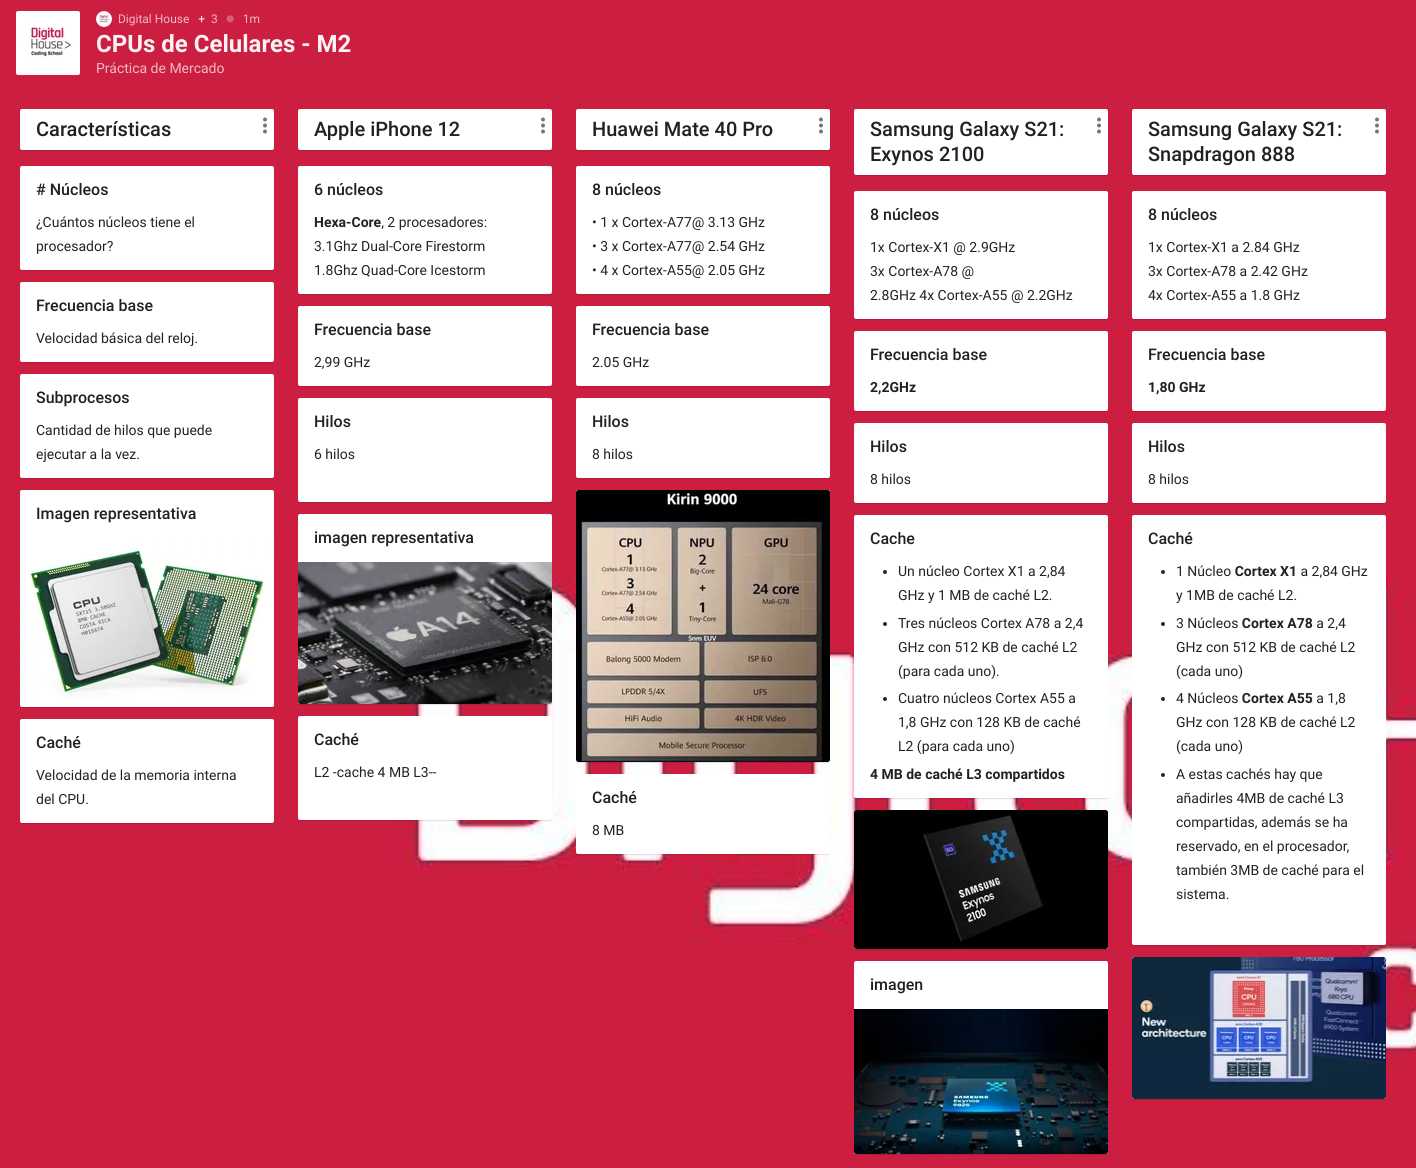 Digital
House>
Coding School
Digital House + 3 1m
CPUs de Celulares - M2
Práctica de Mercado
Características
# Núcleos
¿Cuántos núcleos tiene el
procesador?
Frecuencia base
Velocidad básica del reloj.
Subprocesos
Cantidad de hilos que puede
ejecutar a la vez.
Imagen representativa
CPU
8MB CACHE
COSTA RICA
Caché
Velocidad de la memoria interna
del CPU.
Apple iPhone 12
6 núcleos
Hexa-Core, 2 procesadores:
3.1Ghz Dual-Core Firestorm
1.8Ghz Quad-Core Icestorm
Frecuencia base
2,99 GHz
Hilos
6 hilos
imagen representativa
A14
Caché
L2 -cache 4 MB L3--
Huawei Mate 40 Pro
8 núcleos
• 1 x Cortex-A77@ 3.13 GHz
• 3 x Cortex-A77@ 2.54 GHz
• 4 x Cortex-A55@ 2.05 GHz
Frecuencia base
2.05 GHz
Hilos
8 hilos
Kirin 9000
CPU
1
Cortex-A77@ 3.13 GHz
3
Cortex-A77@ 2.54 GHz
4
Cortex-A55@ 2.05 GHz
NPU
2
Big-Core
+
1
Tiny-Core
GPU
24 core
Mali-G78
5nm EUV
Balong 5000 Modem
ISP 6.0
LPDDR 5/4X
UFS
HiFi Audio
4K HDR Video
Mobile Secure Processor
Caché
8 MB
Samsung Galaxy S21:
Exynos 2100
8 núcleos
1x Cortex-X1 @ 2.9GHz
3x Cortex-A78 @
2.8GHz 4x Cortex-A55 @ 2.2GHz
Frecuencia base
2,2GHz
Hilos
8 hilos
Cache
• Un núcleo Cortex X1 a 2,84
GHz y 1 MB de caché L2.
• Tres núcleos Cortex A78 a 2,4
GHz con 512 KB de caché L2
(para cada uno).
• Cuatro núcleos Cortex A55 a
1,8 GHz con 128 KB de caché
L2 (para cada uno)
4 MB de caché L3 compartidos
5G
SAMSUNG
Exynos
2100
imagen
SAMSUNG
Exynos
9825
Samsung Galaxy S21:
Snapdragon 888
8 núcleos
1x Cortex-X1 a 2.84 GHz
3x Cortex-A78 a 2.42 GHz
4x Cortex-A55 a 1.8 GHz
Frecuencia base
1,80 GHz
Hilos
8 hilos
Caché
• 1 Núcleo Cortex X1 a 2,84 GHz
y 1MB de caché L2.
• 3 Núcleos Cortex A78 a 2,4
GHz con 512 KB de caché L2
(cada uno)
• 4 Núcleos Cortex A55 a 1,8
GHz con 128 KB de caché L2
(cada uno)
• A estas cachés hay que
añadirles 4MB de caché L3
compartidas, además se ha
reservado, en el procesador,
también 3MB de caché para el
sistema.
New
architecture
CPU
CPU CPU CPU
Qualcomm
Kryo
680 CPU
Qualcomm
FastConnect
6900 System